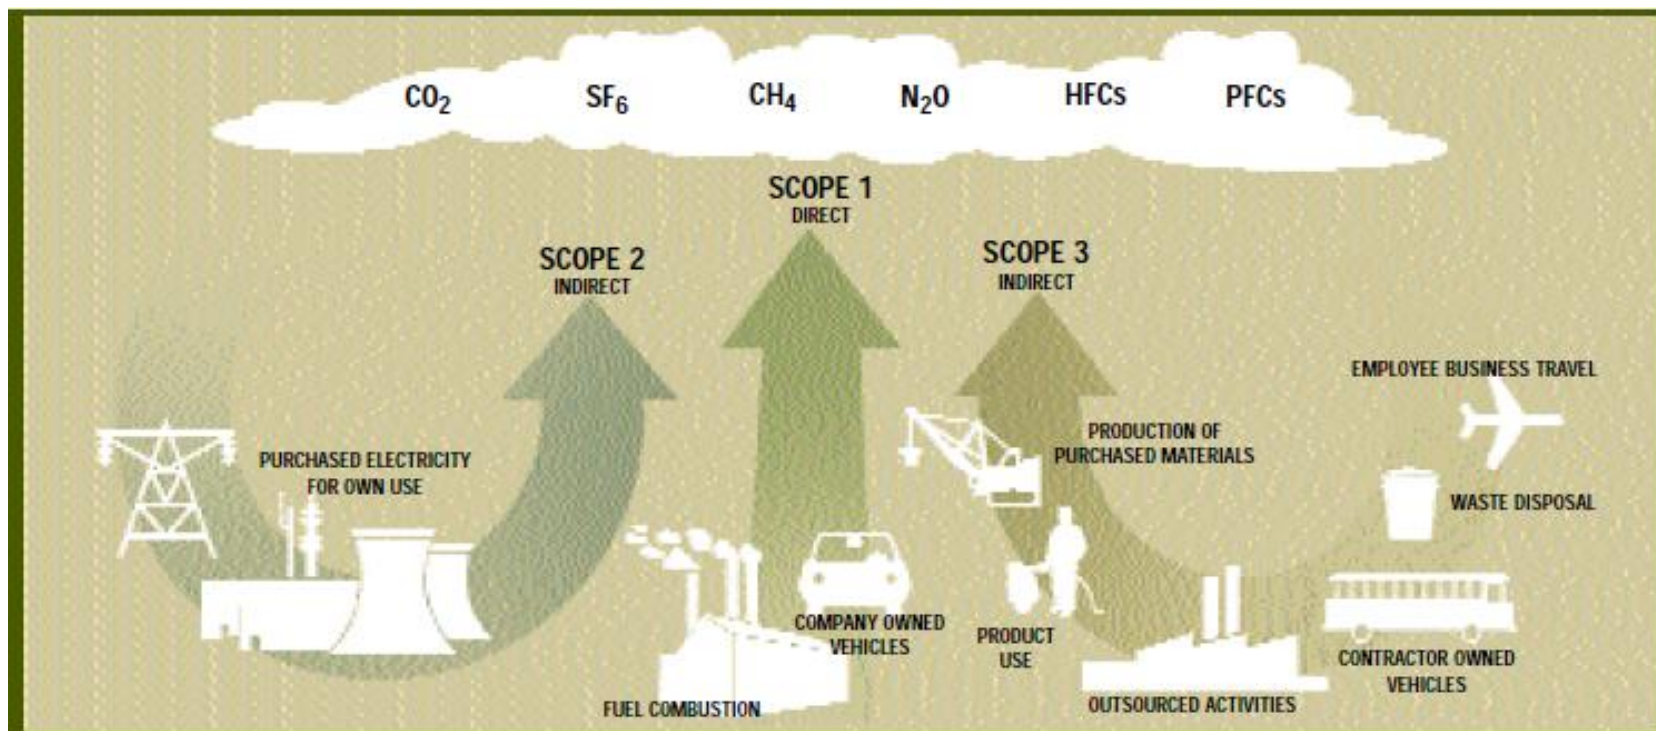 CO₂ SF₆ CH₄ N₂O HFCs PFCs
SCOPE 1
DIRECT
SCOPE 2
INDIRECT
SCOPE 3
INDIRECT
PURCHASED ELECTRICITY
FOR OWN USE
FUEL COMBUSTION
COMPANY OWNED
VEHICLES
PRODUCTION OF
PURCHASED MATERIALS
PRODUCT
USE
OUTSOURCED ACTIVITIES
EMPLOYEE BUSINESS TRAVEL
WASTE DISPOSAL
CONTRACTOR OWNED
VEHICLES